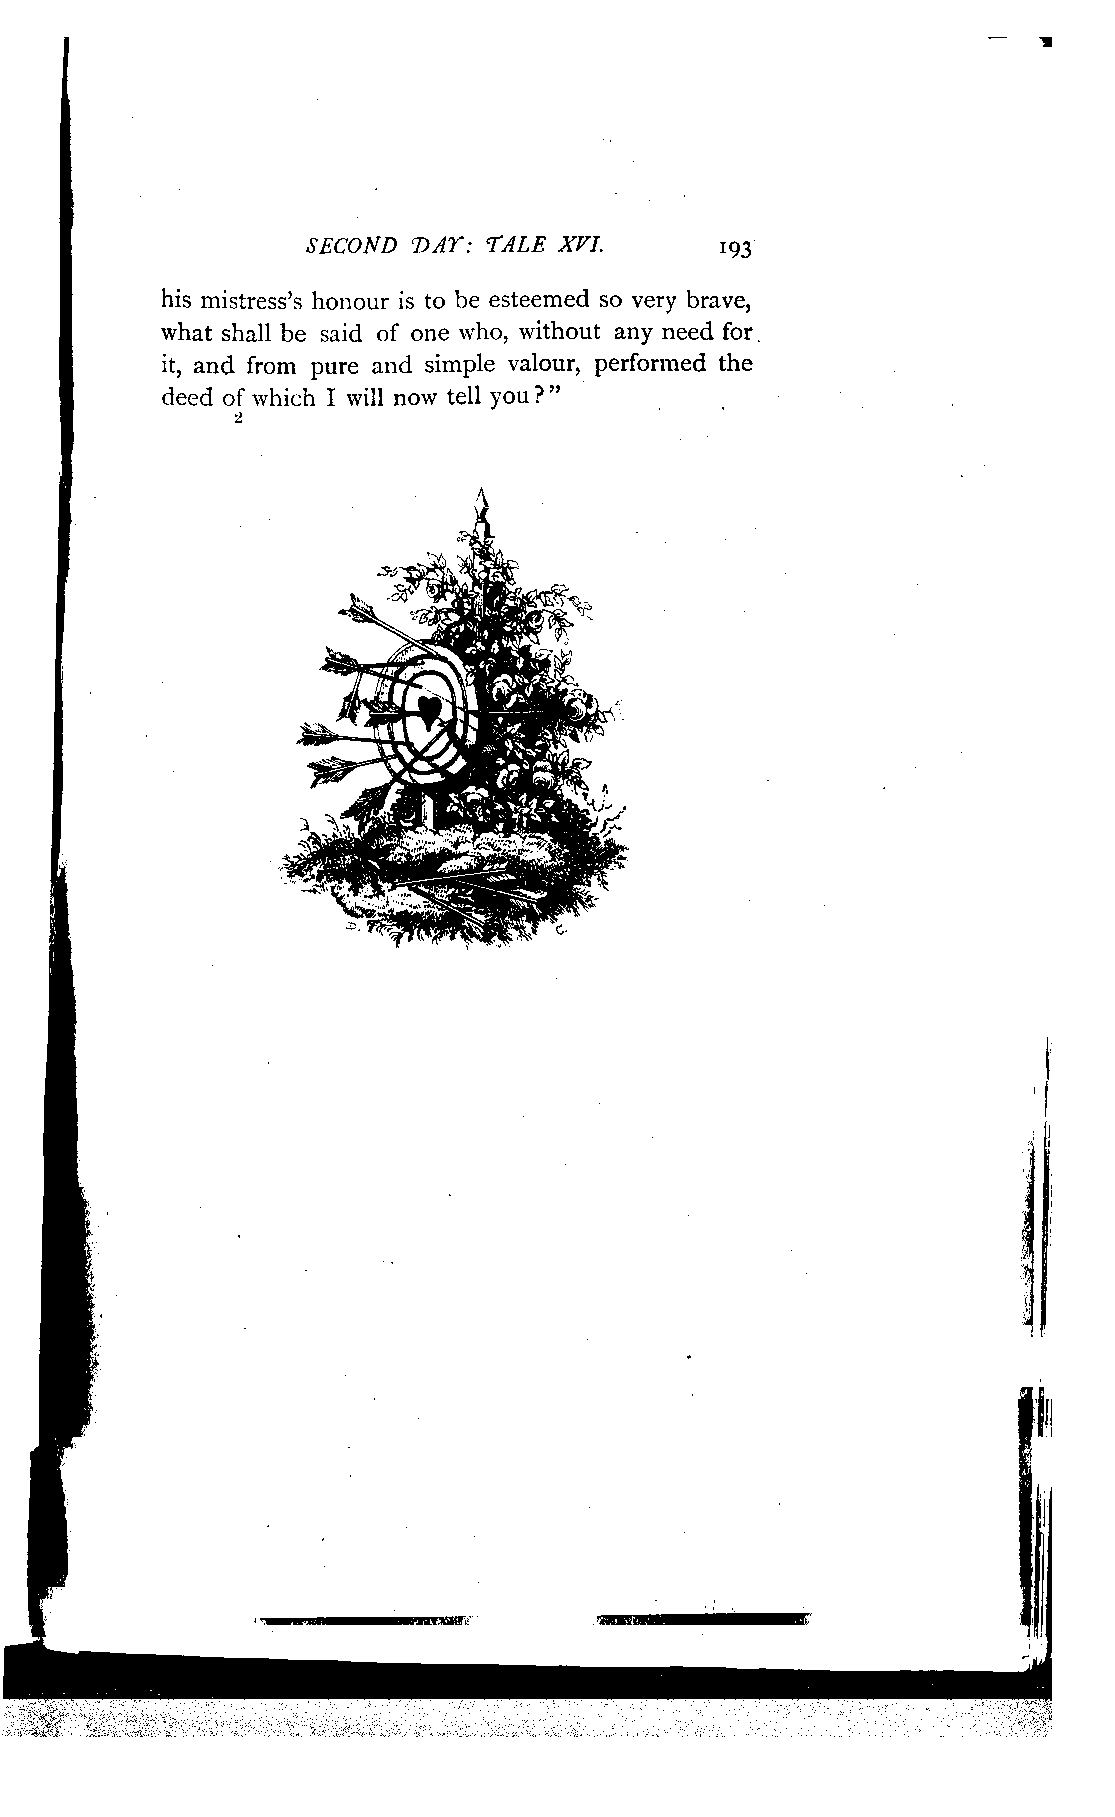 SECOND DAY: TALE XVI. 193
his mistress's honour is to be esteemed so very brave,
what shall be said of one who, without any need for
it, and from pure and simple valour, performed the
deed of which I will now tell you?”
2
D. C.